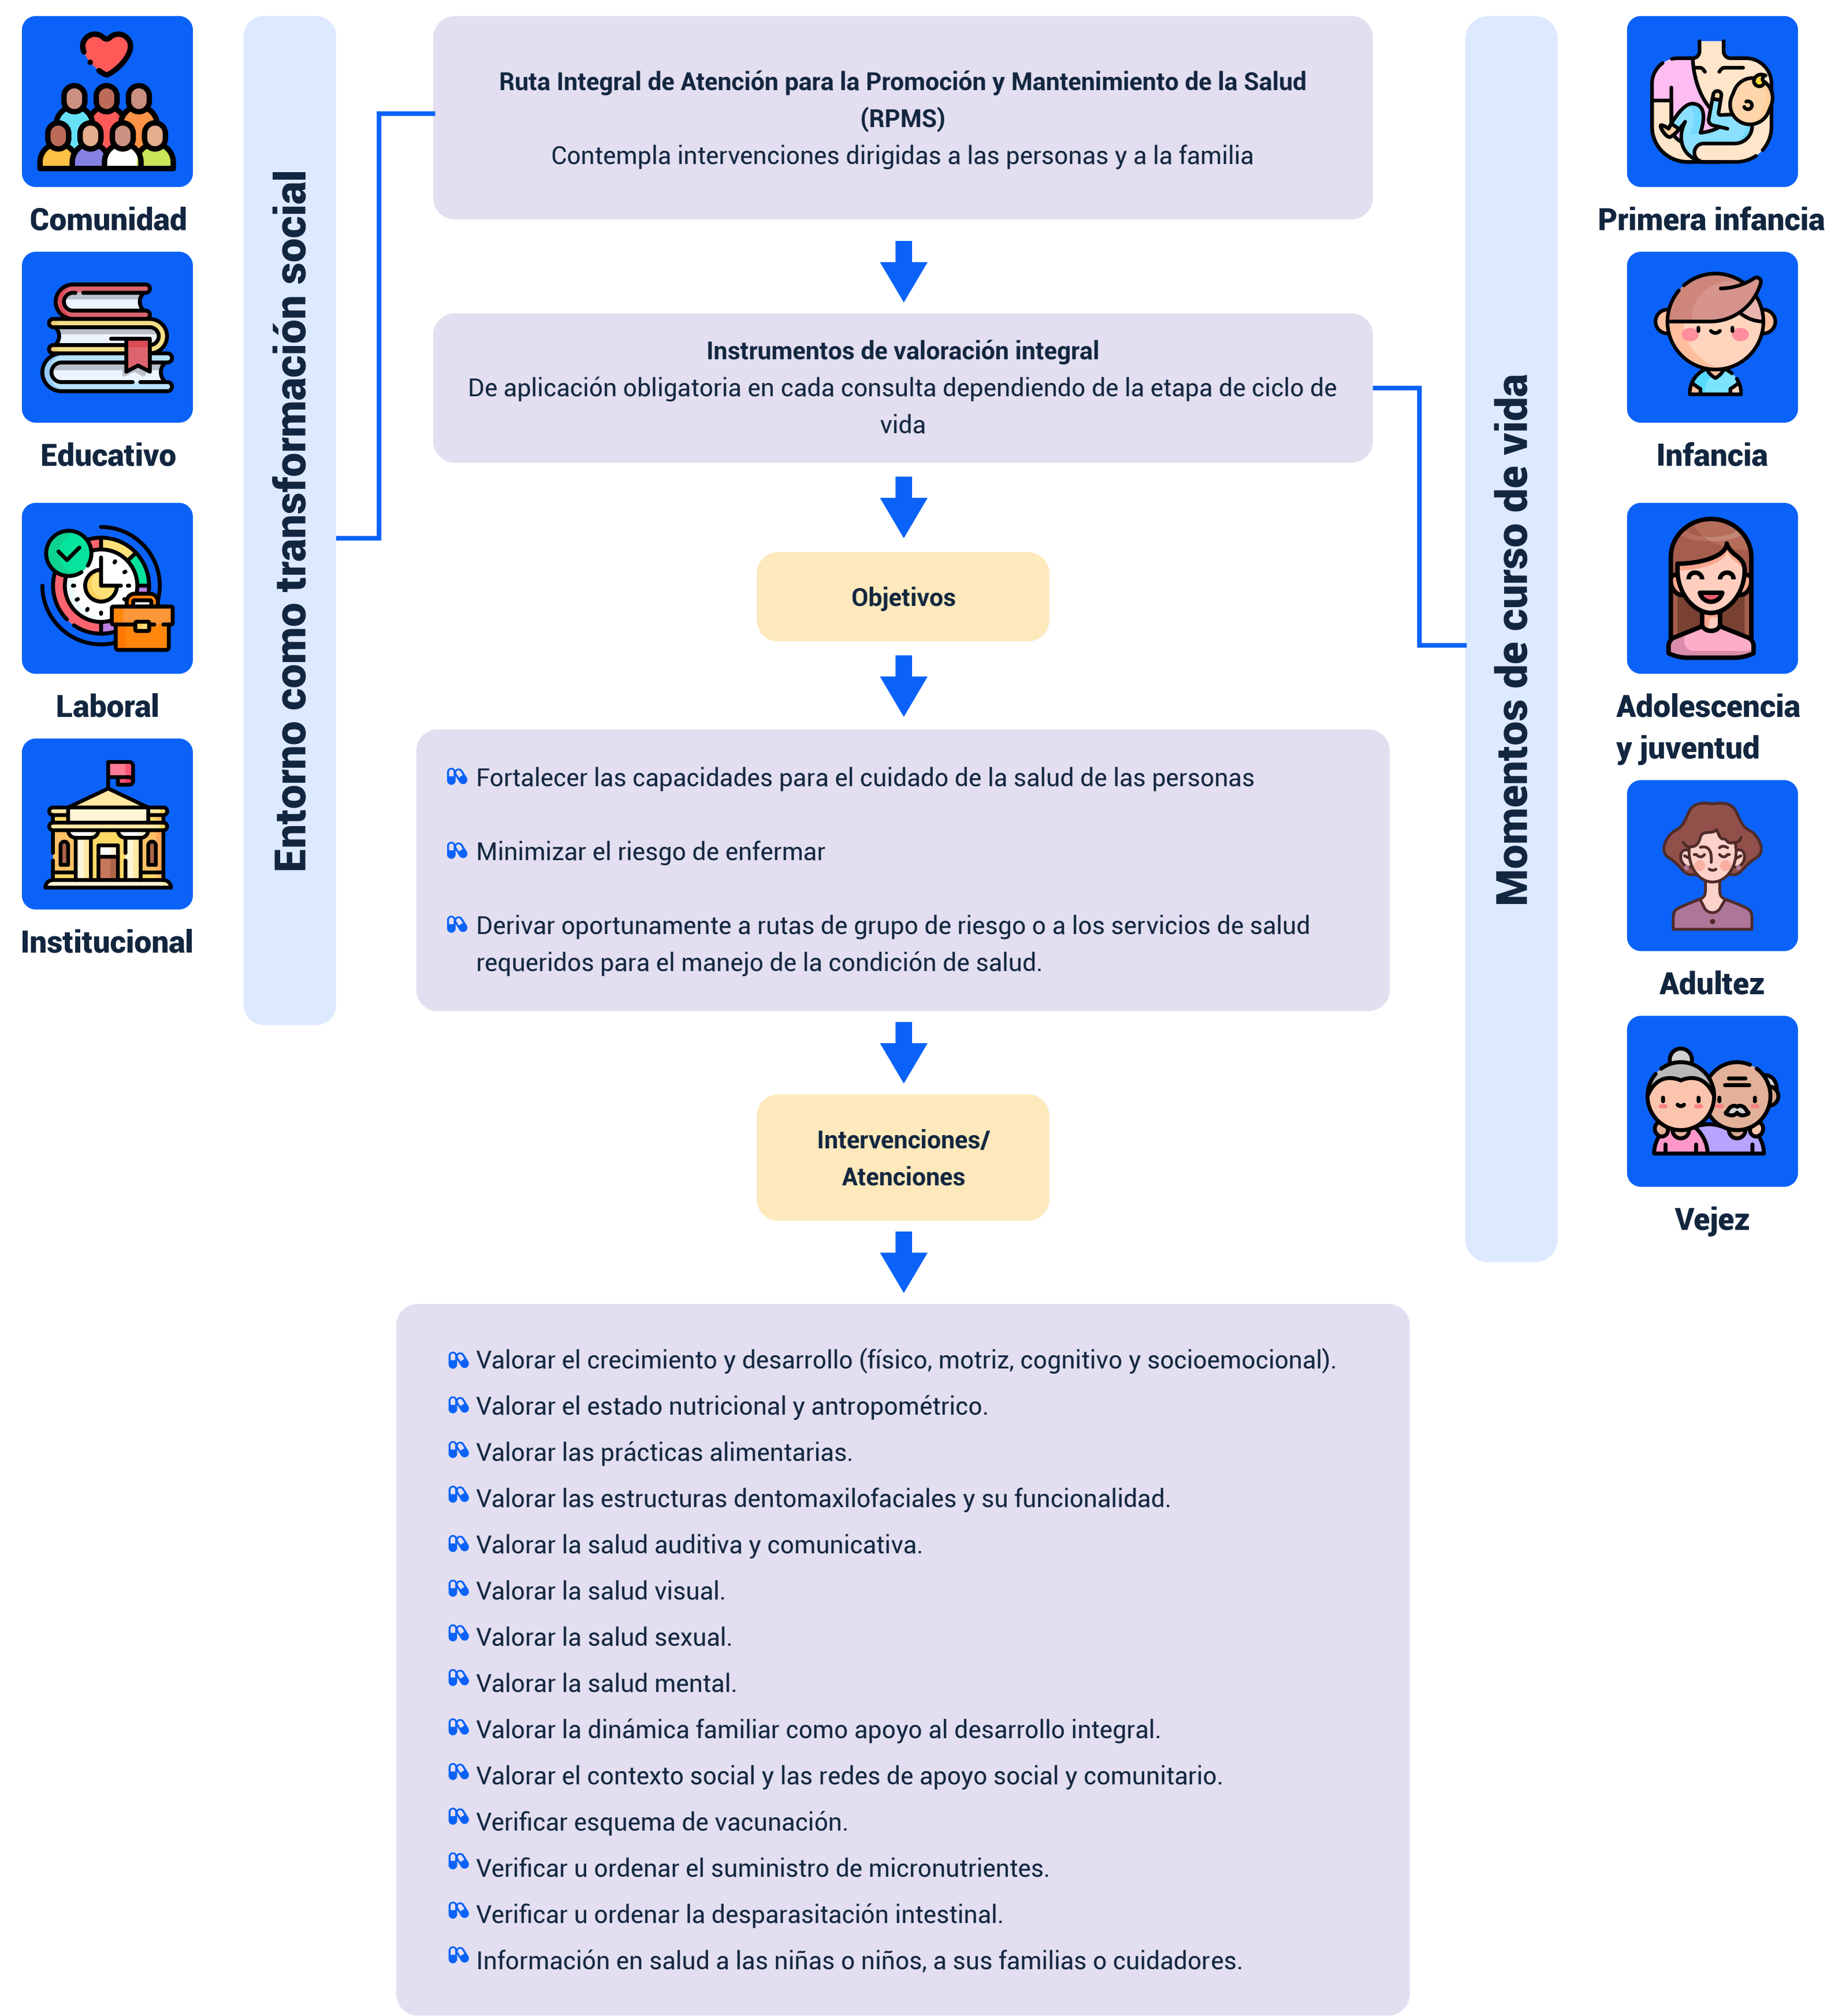 Comunidad
Educativo
Laboral
Institucional
Entorno como transformación social
Ruta Integral de Atención para la Promoción y Mantenimiento de la Salud
(RPMS)
Contempla intervenciones dirigidas a las personas y a la familia
Instrumentos de valoración integral
De aplicación obligatoria en cada consulta dependiendo de la etapa de ciclo de
vida
Objetivos
Fortalecer las capacidades para el cuidado de la salud de las personas
Minimizar el riesgo de enfermar
Derivar oportunamente a rutas de grupo de riesgo o a los servicios de salud
requeridos para el manejo de la condición de salud.
Intervenciones/
Atenciones
Valorar el crecimiento y desarrollo (físico, motriz, cognitivo y socioemocional).
Valorar el estado nutricional y antropométrico.
Valorar las prácticas alimentarias.
Valorar las estructuras dentomaxilofaciales y su funcionalidad.
Valorar la salud auditiva y comunicativa.
Valorar la salud visual.
Valorar la salud sexual.
Valorar la salud mental.
Valorar la dinámica familiar como apoyo al desarrollo integral.
Valorar el contexto social y las redes de apoyo social y comunitario.
Verificar esquema de vacunación.
Verificar u ordenar el suministro de micronutrientes.
Verificar u ordenar la desparasitación intestinal.
Información en salud a las niñas o niños, a sus familias o cuidadores.
Momentos de curso de vida
Primera infancia
Infancia
Adolescencia
y juventud
Adultez
Vejez